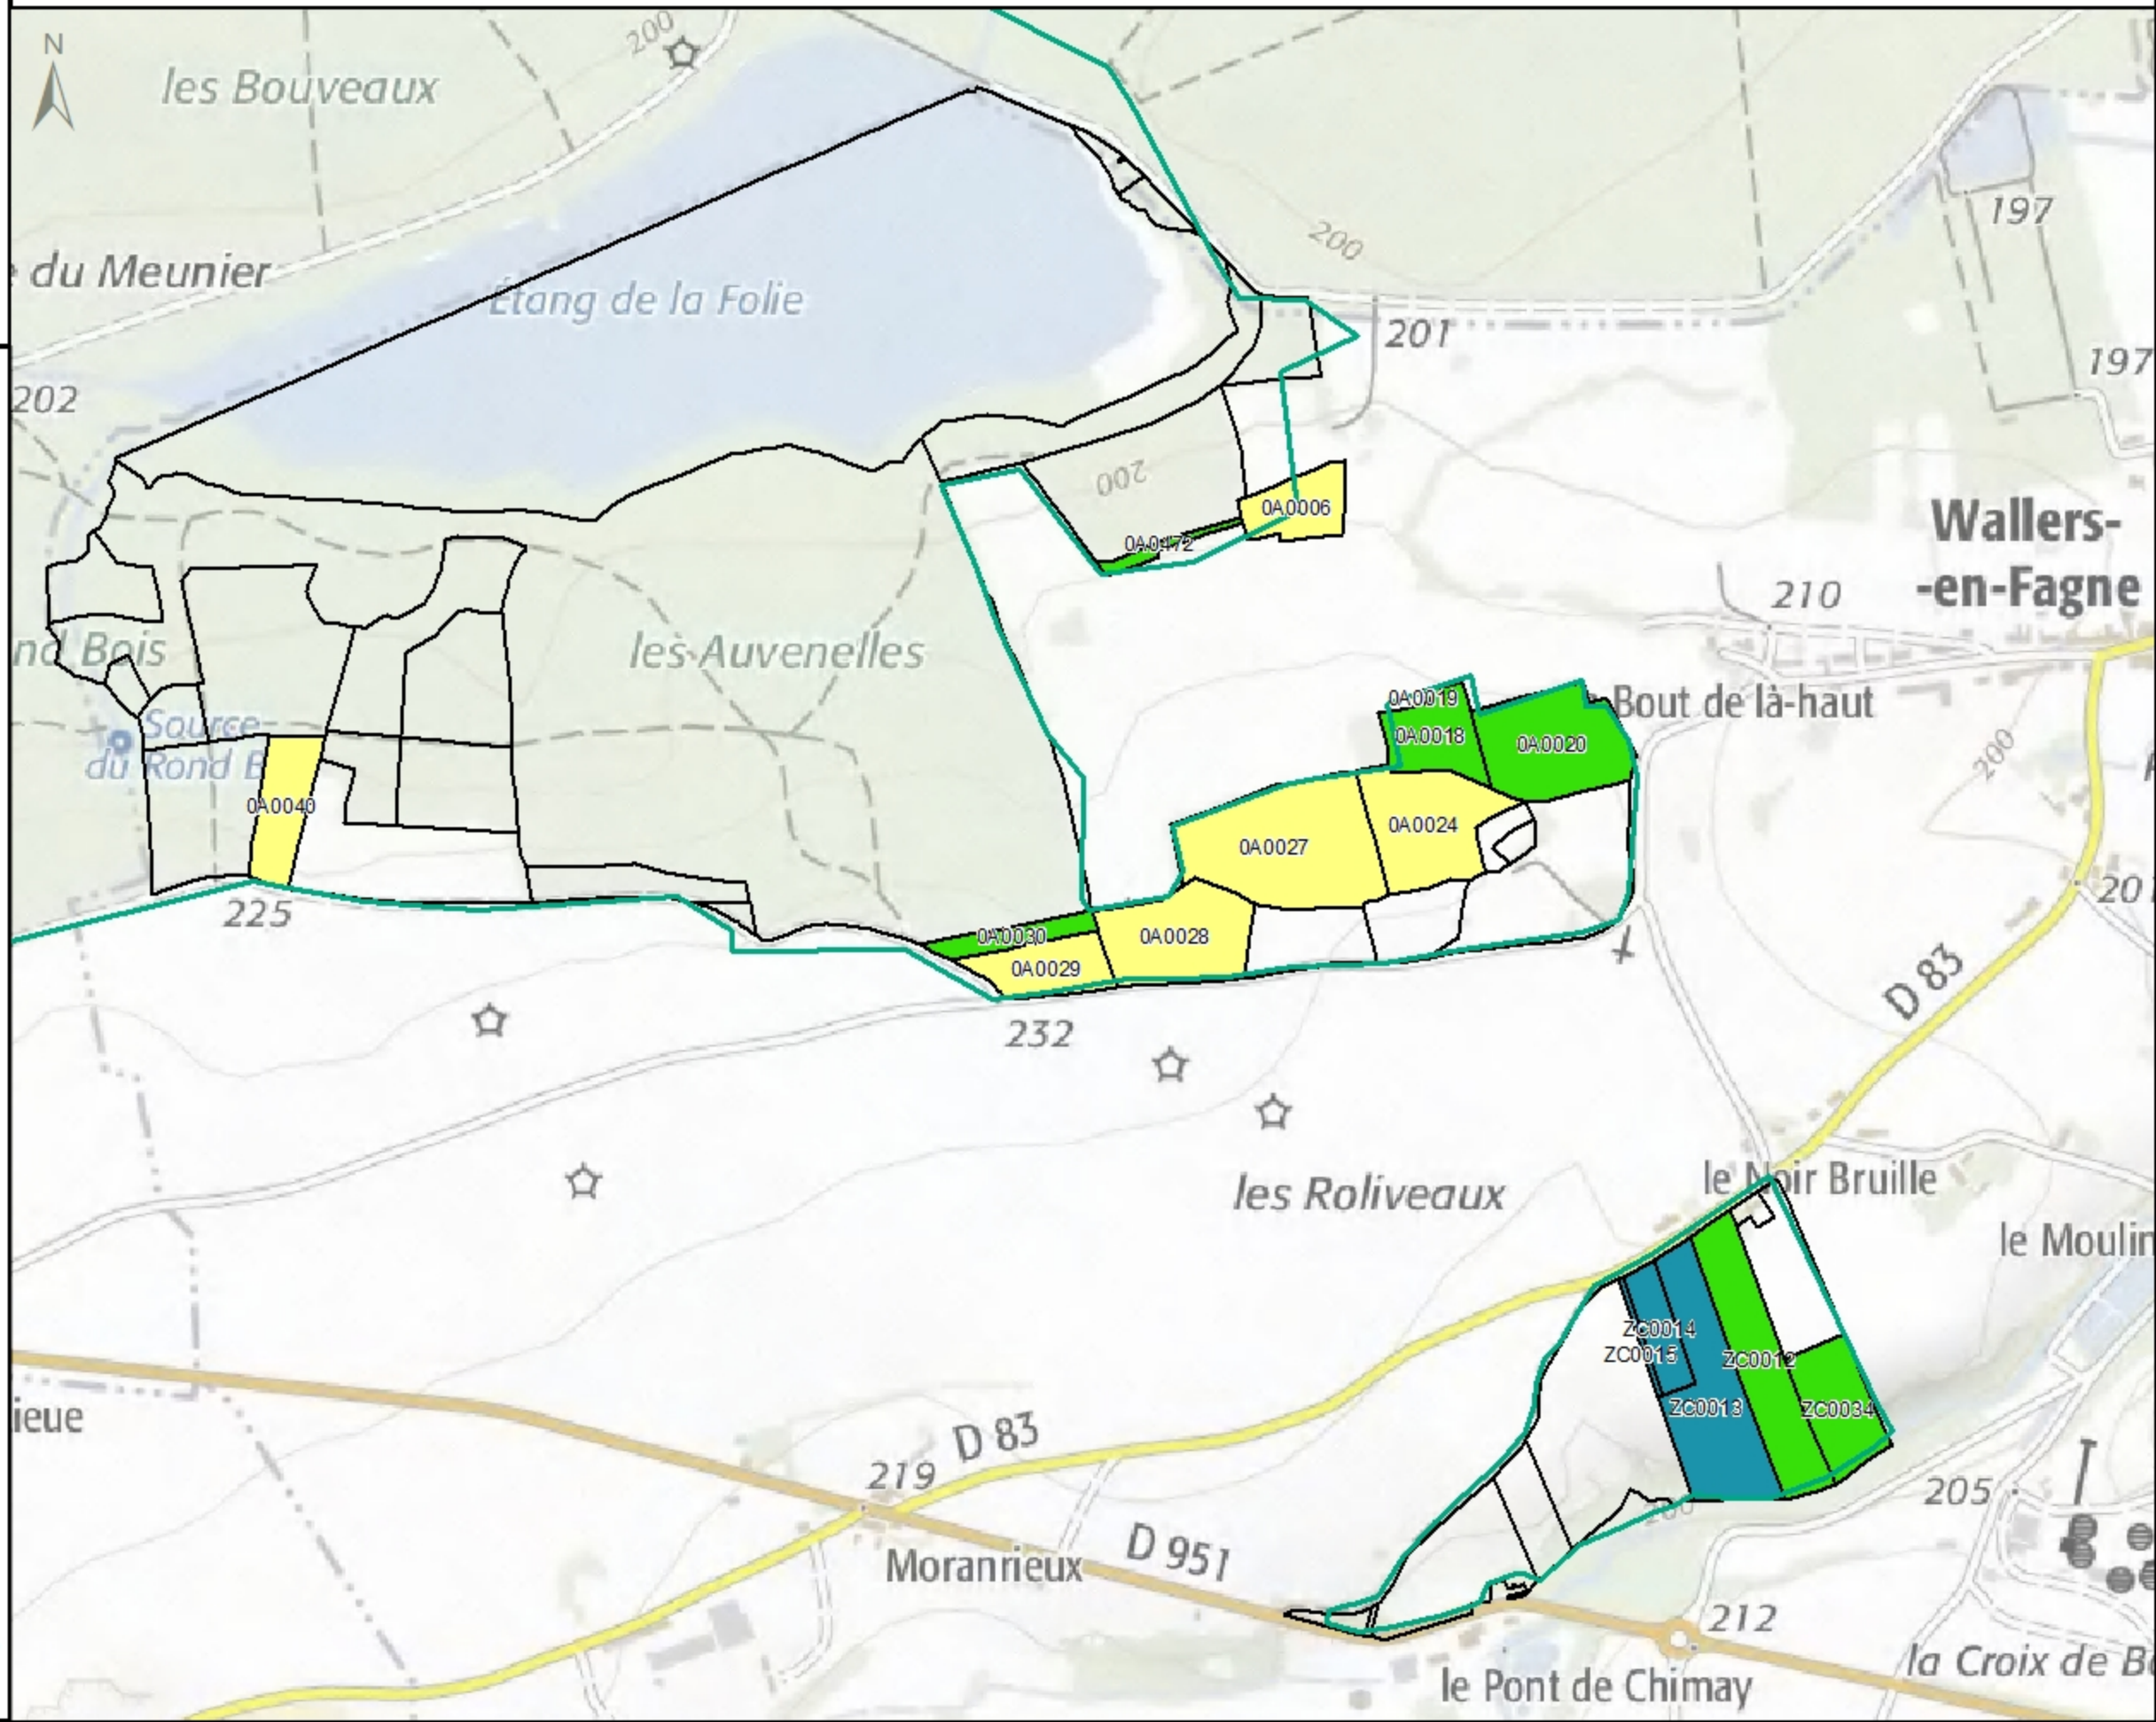 N
200
les Bouveaux
197
200
du Meunier
Étang de la Folie
201
197
202
200
0A0006
Wallers-
0A0472
-en-Fagne
210
nd Bois
les Auvenelles
0A0019
Bout de là-haut
Source
0A0018
0A0020
du Rond B
200
0A0040
0A0024
0A0027
20
225
0A0030
0A0028
0A0029
D 83
232
le Noir Bruille
les Roliveaux
le Moulin
ZC0014
ZC0015
ZC0012
ZC0013
ZC0034
ieue
D 83
219
205
200
D 951
Moranrieux
212
la Croix de B
le Pont de Chimay